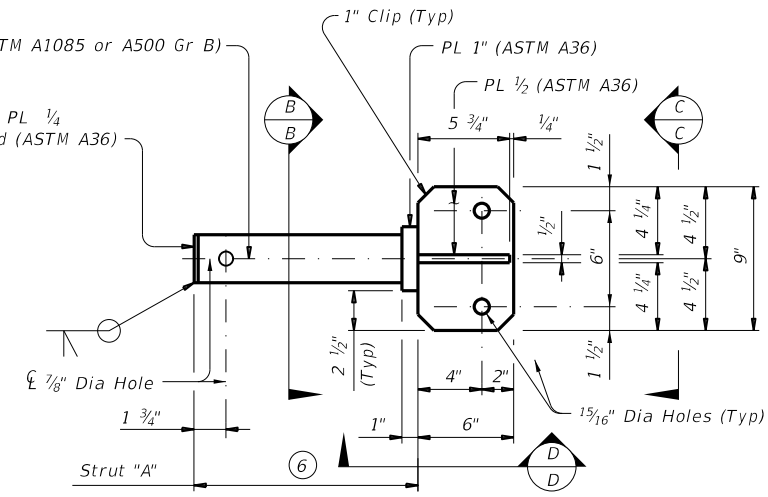 1" Clip (Typ)
TM A1085 or A500 Gr B)
PL 1" (ASTM A36)
PL ½ (ASTM A36)
PL ¼
d (ASTM A36)
B
B
C
C
5 ¾"
¼"
1 ½"
½"
6"
4 ¼"
4 ½"
9"
4 ¼"
4 ½"
1 ½"
2 ½"
(Typ)
℄ ⅞" Dia Hole
4"
2"
15/16" Dia Holes (Typ)
1 ¾"
1"
6"
Strut "A"
6
D
D